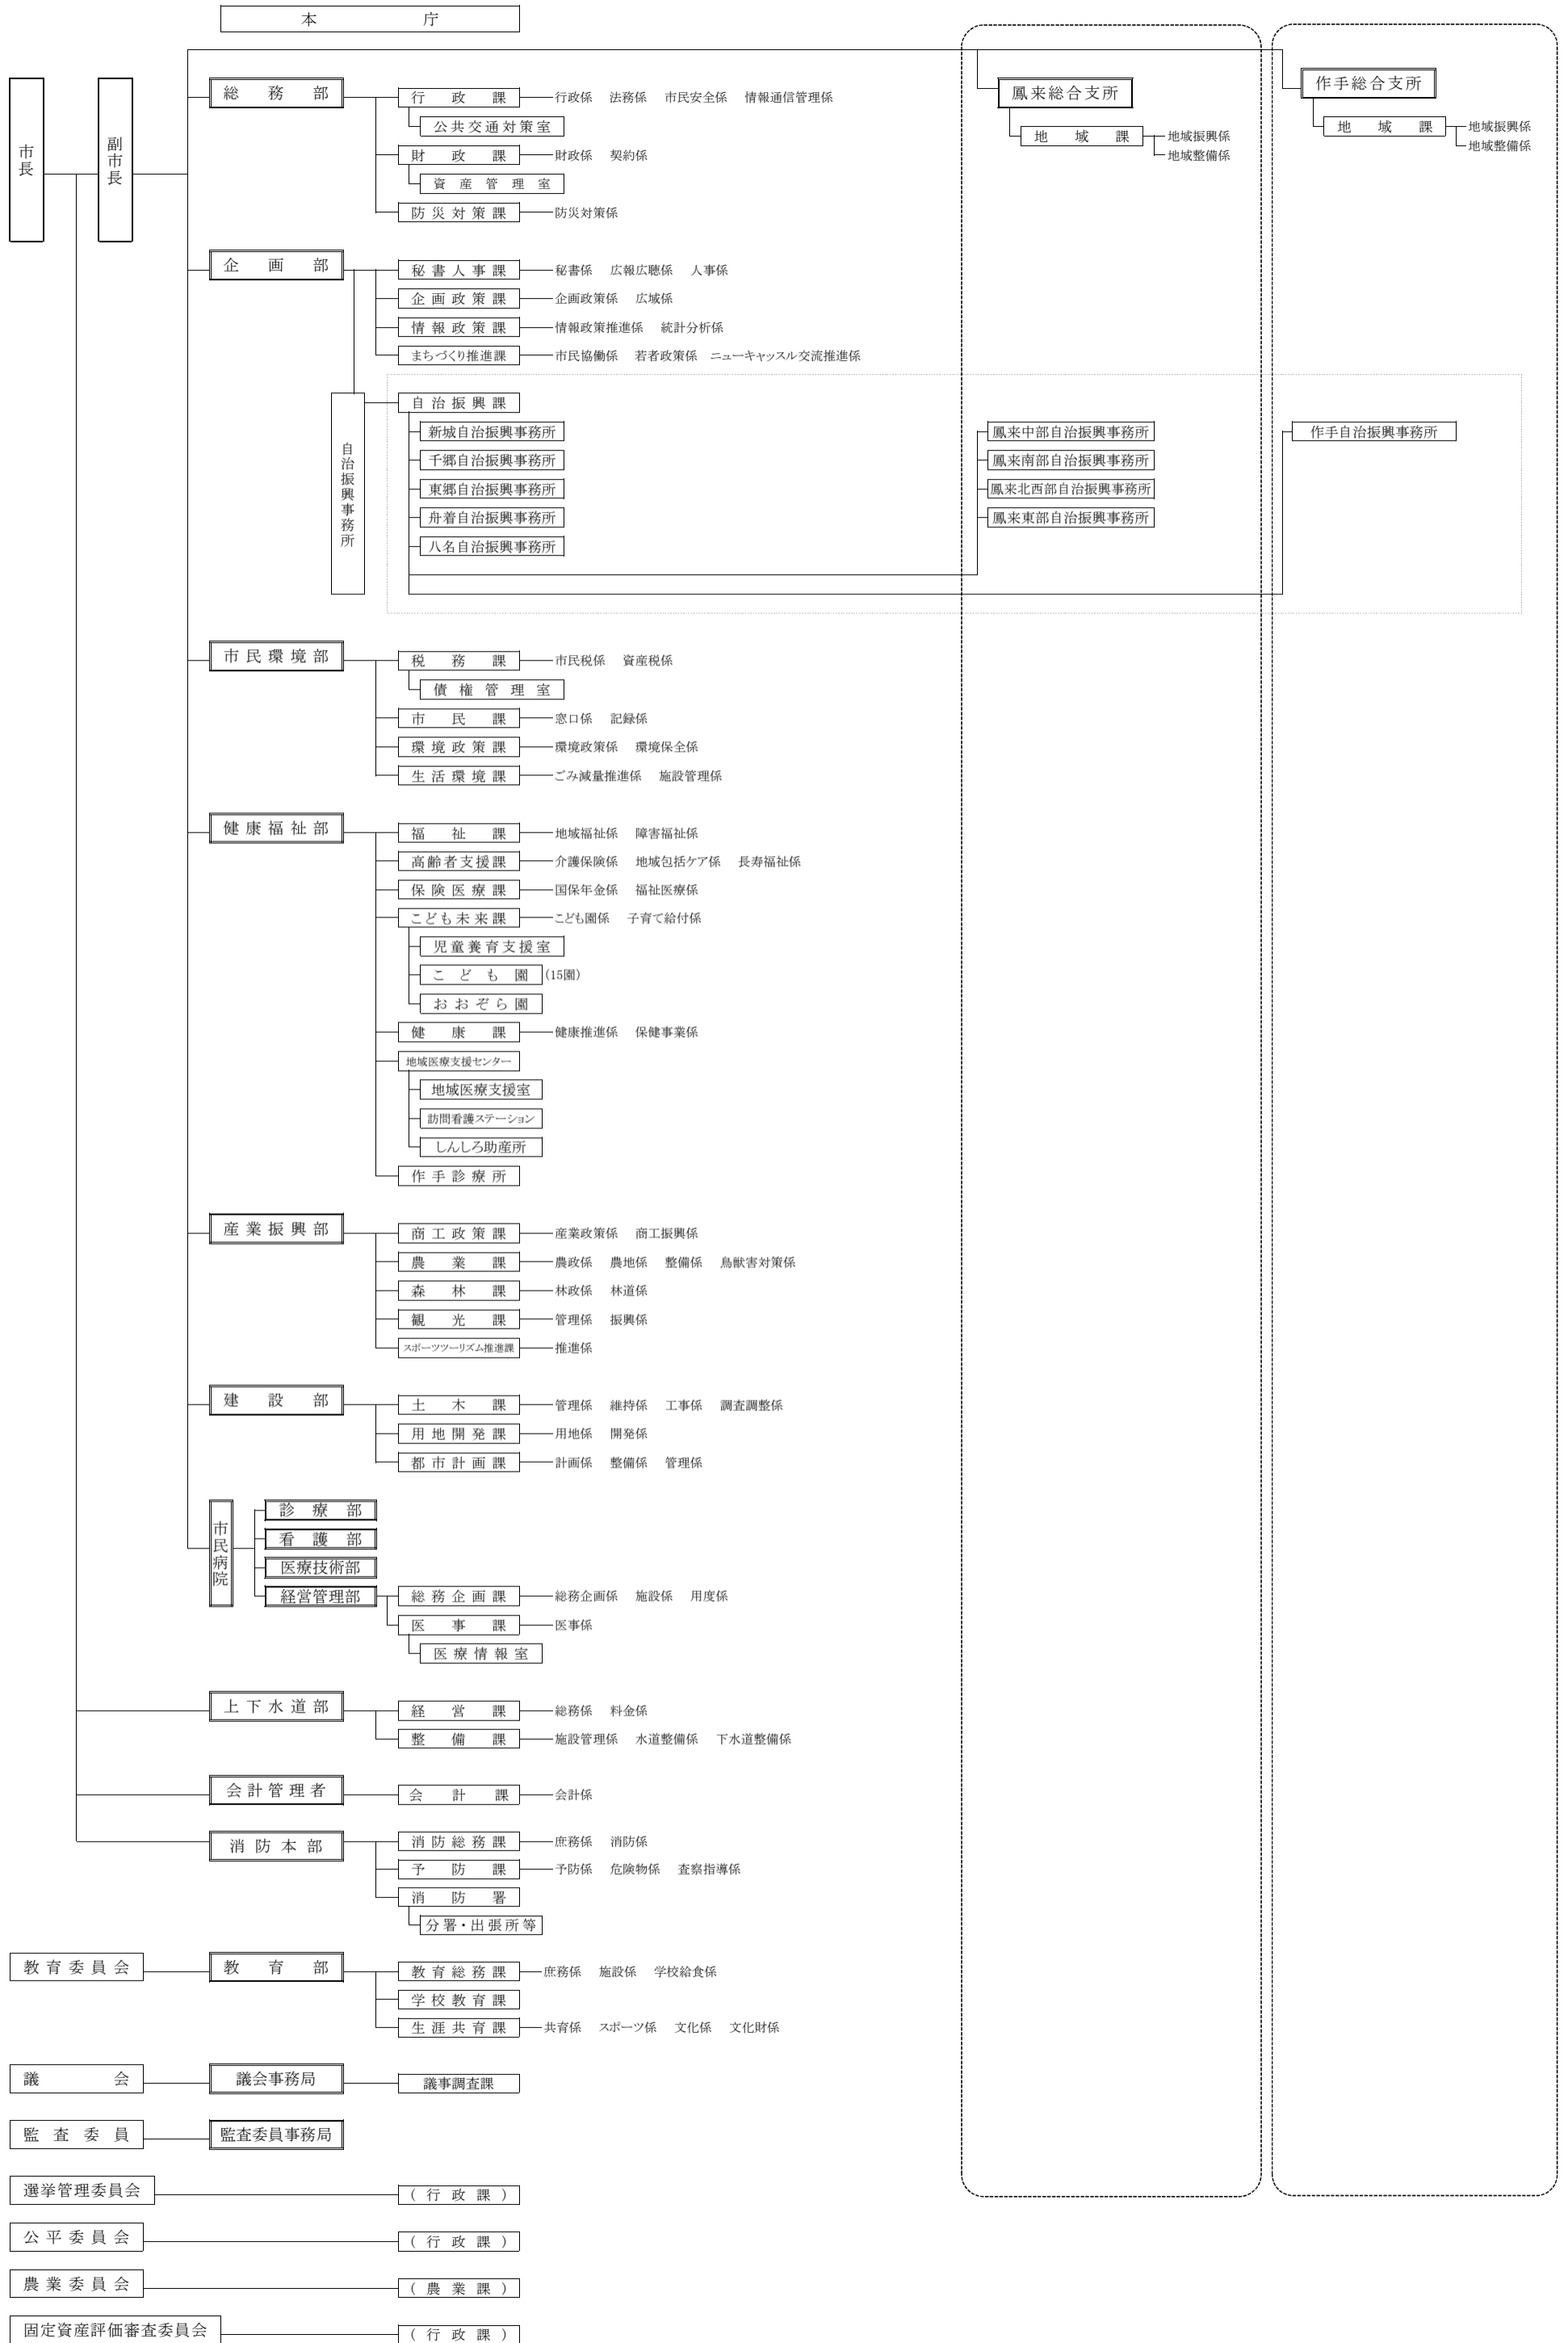 本庁
市長
副市長
総務部
行政課
行政係 法務係 市民安全係 情報通信管理係
公共交通対策室
財政課
財政係 契約係
資産管理室
防災対策課
防災対策係
鳳来総合支所
地域課
地域振興係
地域整備係
作手総合支所
地域課
地域振興係
地域整備係
企画部
秘書人事課
秘書係 広報広聴係 人事係
企画政策課
企画政策係 広域係
情報政策課
情報政策推進係 統計分析係
まちづくり推進課
市民協働係 若者政策係 ニューキャッスル交流推進係
自治振興事務所
自治振興課
新城自治振興事務所
千郷自治振興事務所
東郷自治振興事務所
舟着自治振興事務所
八名自治振興事務所
鳳来中部自治振興事務所
鳳来南部自治振興事務所
鳳来北西部自治振興事務所
鳳来東部自治振興事務所
作手自治振興事務所
市民環境部
税務課
市民税係 資産税係
債権管理室
市民課
窓口係 記録係
環境政策課
環境政策係 環境保全係
生活環境課
ごみ減量推進係 施設管理係
健康福祉部
福祉課
地域福祉係 障害福祉係
高齢者支援課
介護保険係 地域包括ケア係 長寿福祉係
保険医療課
国保年金係 福祉医療係
こども未来課
こども園係 子育て給付係
児童養育支援室
こども園 (15園)
おおぞら園
健康課
健康推進係 保健事業係
地域医療支援センター
地域医療支援室
訪問看護ステーション
しんしろ助産所
作手診療所
産業振興部
商工政策課
産業政策係 商工振興係
農業課
農政係 農地係 整備係 鳥獣害対策係
森林課
林政係 林道係
観光課
管理係 振興係
スポーツツーリズム推進課
推進係
建設部
土木課
管理係 維持係 工事係 調査調整係
用地開発課
用地係 開発係
都市計画課
計画係 整備係 管理係
市民病院
診療部
看護部
医療技術部
経営管理部
総務企画課
総務企画係 施設係 用度係
医事課
医事係
医療情報室
上下水道部
経営課
総務係 料金係
整備課
施設管理係 水道整備係 下水道整備係
会計管理者
会計課
会計係
消防本部
消防総務課
庶務係 消防係
予防課
予防係 危険物係 査察指導係
消防署
分署・出張所等
教育委員会
教育部
教育総務課
庶務係 施設係 学校給食係
学校教育課
生涯共育課
共育係 スポーツ係 文化係 文化財係
議会
議会事務局
議事調査課
監査委員
監査委員事務局
選挙管理委員会
(行政課)
公平委員会
(行政課)
農業委員会
(農業課)
固定資産評価審査委員会
(行政課)